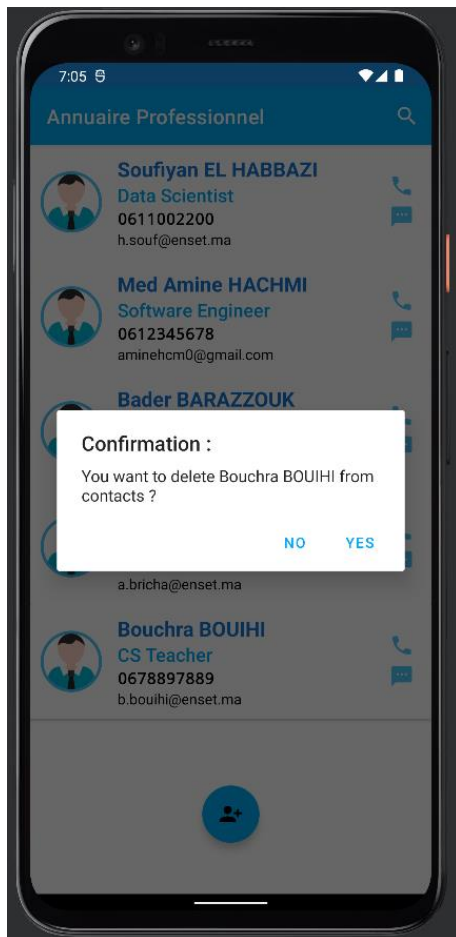 7:05
Annuaire Professionnel
Soufiyan EL HABBAZI
Data Scientist
0611002200
h.souf@enset.ma
Med Amine HACHMI
Software Engineer
0612345678
aminehcm0@gmail.com
Bader BARAZZOUK
Confirmation :
You want to delete Bouchra BOUIHI from
contacts ?
NO YES
a.bricha@enset.ma
Bouchra BOUIHI
CS Teacher
0678897889
b.bouihi@enset.ma